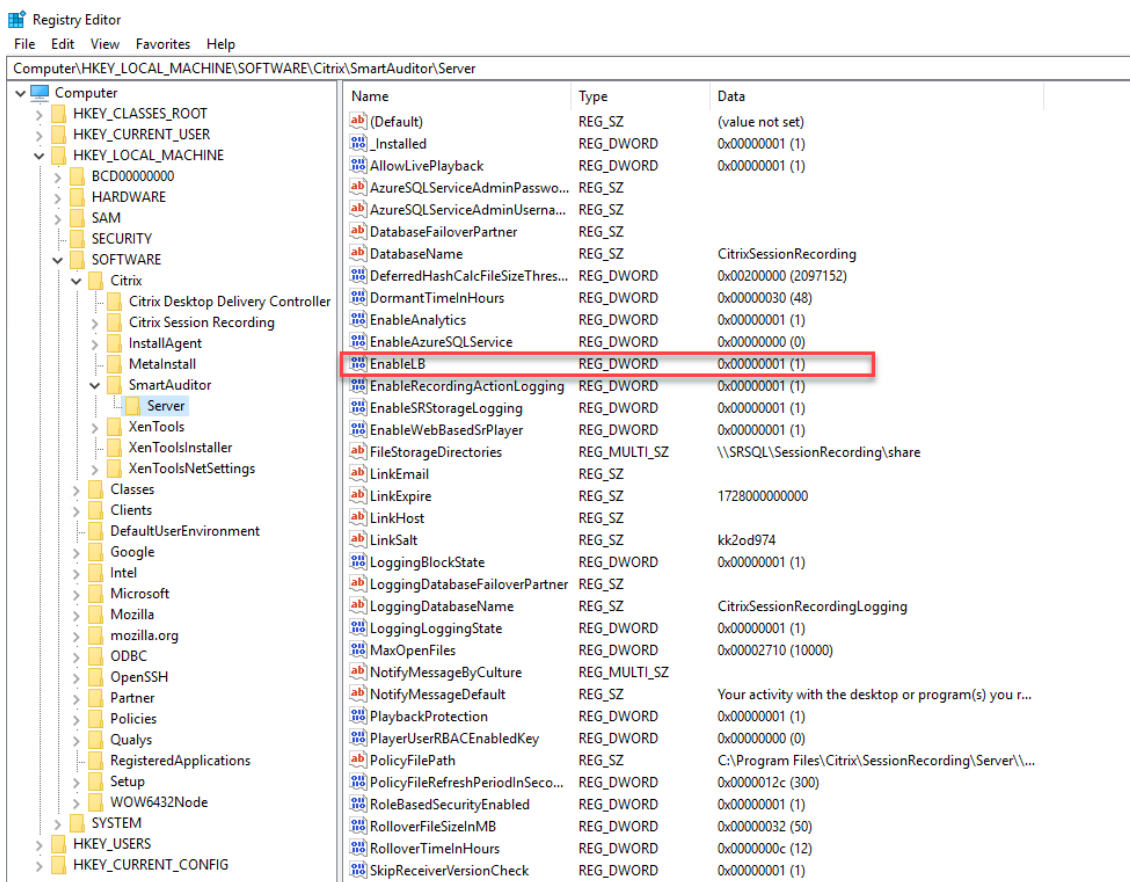 Registry Editor
File Edit View Favorites Help
Computer\HKEY_LOCAL_MACHINE\SOFTWARE\Citrix\SmartAuditor\Server
Computer
HKEY_CLASSES_ROOT
HKEY_CURRENT_USER
HKEY_LOCAL_MACHINE
BCD00000000
HARDWARE
SAM
SECURITY
SOFTWARE
Citrix
Citrix Desktop Delivery Controller
Citrix Session Recording
InstallAgent
MetaInstall
SmartAuditor
Server
XenTools
XenToolsInstaller
XenToolsNetSettings
Classes
Clients
DefaultUserEnvironment
Google
Intel
Microsoft
Mozilla
mozilla.org
ODBC
OpenSSH
Partner
Policies
Qualys
RegisteredApplications
Setup
WOW6432Node
SYSTEM
HKEY_USERS
HKEY_CURRENT_CONFIG
Name Type Data
(Default) REG_SZ (value not set)
_Installed REG_DWORD 0x00000001 (1)
AllowLivePlayback REG_DWORD 0x00000001 (1)
AzureSQLServiceAdminPasswo... REG_SZ
AzureSQLServiceAdminUserna... REG_SZ
DatabaseFailoverPartner REG_SZ
DatabaseName REG_SZ CitrixSessionRecording
DeferredHashCalcFileSizeThres... REG_DWORD 0x00200000 (2097152)
DormantTimeInHours REG_DWORD 0x00000030 (48)
EnableAnalytics REG_DWORD 0x00000001 (1)
EnableAzureSQLService REG_DWORD 0x00000000 (0)
EnableLB REG_DWORD 0x00000001 (1)
EnableRecordingActionLogging REG_DWORD 0x00000001 (1)
EnableSRStorageLogging REG_DWORD 0x00000001 (1)
EnableWebBasedSrPlayer REG_DWORD 0x00000001 (1)
FileStorageDirectories REG_MULTI_SZ \\SRSQL\SessionRecording\share
LinkEmail REG_SZ
LinkExpire REG_SZ 1728000000000
LinkHost REG_SZ
LinkSalt REG_SZ kk2od974
LoggingBlockState REG_DWORD 0x00000001 (1)
LoggingDatabaseFailoverPartner REG_SZ
LoggingDatabaseName REG_SZ CitrixSessionRecordingLogging
LoggingLoggingState REG_DWORD 0x00000001 (1)
MaxOpenFiles REG_DWORD 0x00002710 (10000)
NotifyMessageByCulture REG_MULTI_SZ
NotifyMessageDefault REG_SZ Your activity with the desktop or program(s) you r...
PlaybackProtection REG_DWORD 0x00000001 (1)
PlayerUserRBACEnabledKey REG_DWORD 0x00000000 (0)
PolicyFilePath REG_SZ C:\Program Files\Citrix\SessionRecording\Server\\...
PolicyFileRefreshPeriodInSeco... REG_DWORD 0x0000012c (300)
RoleBasedSecurityEnabled REG_DWORD 0x00000001 (1)
RolloverFileSizeInMB REG_DWORD 0x00000032 (50)
RolloverTimeInHours REG_DWORD 0x0000000c (12)
SkipReceiverVersionCheck REG_DWORD 0x00000001 (1)